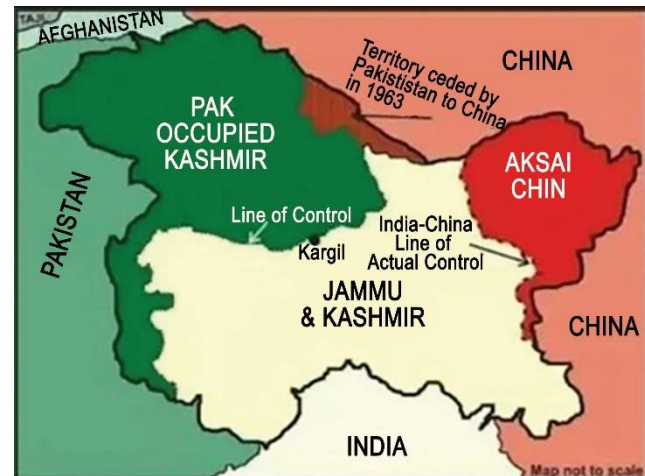 TAJI
AFGHANISTAN
CHINA
Territory ceded by
Pakististan to China
in 1963
PAK
OCCUPIED
KASHMIR
AKSAI
CHIN
PAKISTAN
Line of Control
India-China
Line of
Actual Control
Kargil
JAMMU
& KASHMIR
CHINA
INDIA
Map not to scale